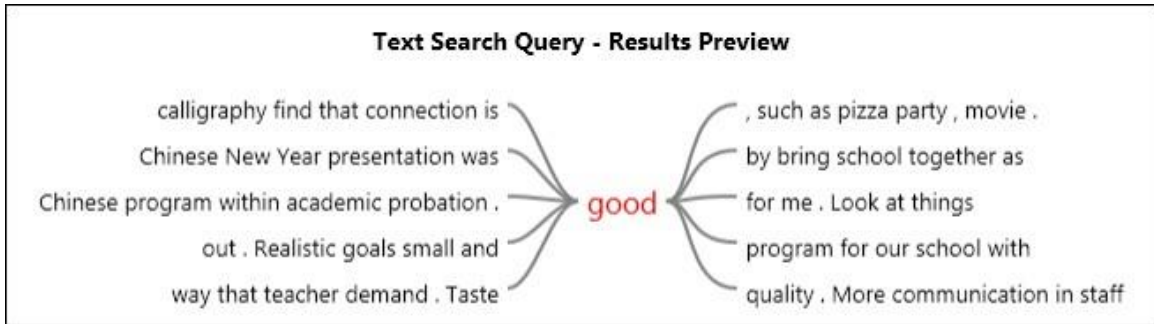 Text Search Query - Results Preview
calligraphy find that connection is
Chinese New Year presentation was
Chinese program within academic probation .
out . Realistic goals small and
way that teacher demand . Taste
good
, such as pizza party , movie .
by bring school together as
for me . Look at things
program for our school with
quality . More communication in staff